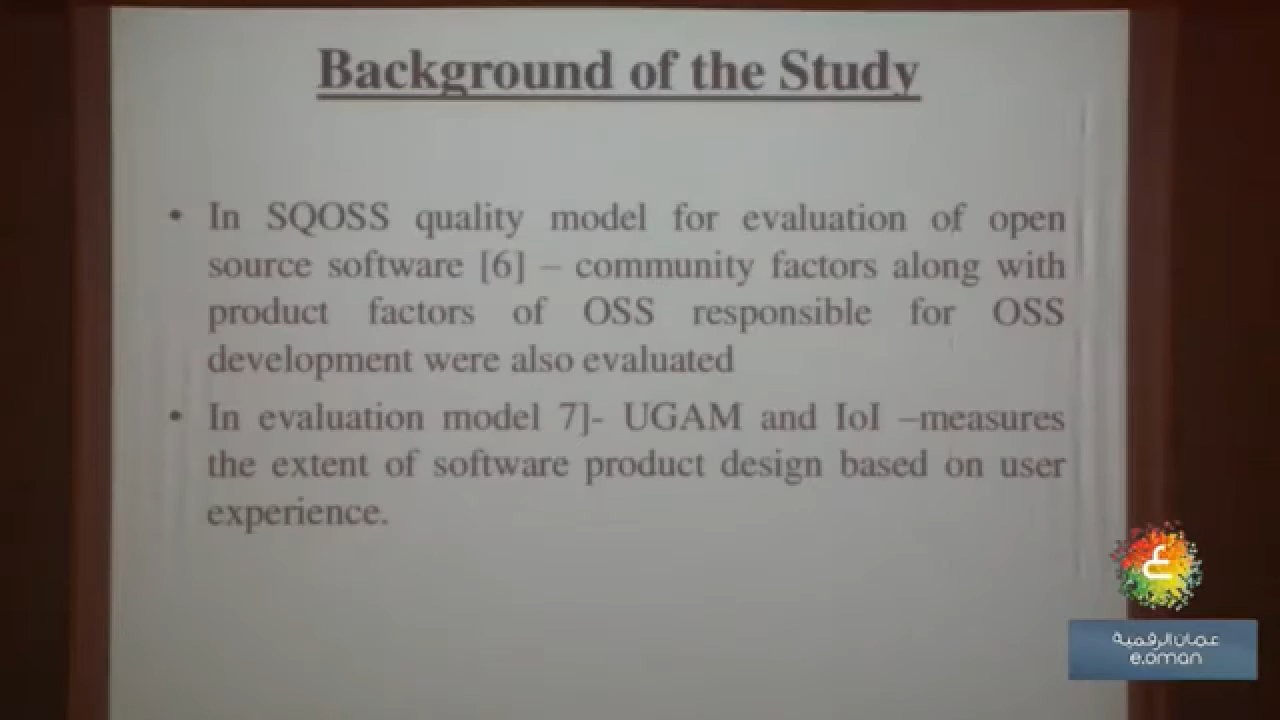 Background of the Study
• In SQOSS quality model for evaluation of open
source software [6] – community factors along with
product factors of OSS responsible for OSS
development were also evaluated
• In evaluation model 7]- UGAM and IoI –measures
the extent of software product design based on user
experience.
ع
عمان الرقمية
e.oman